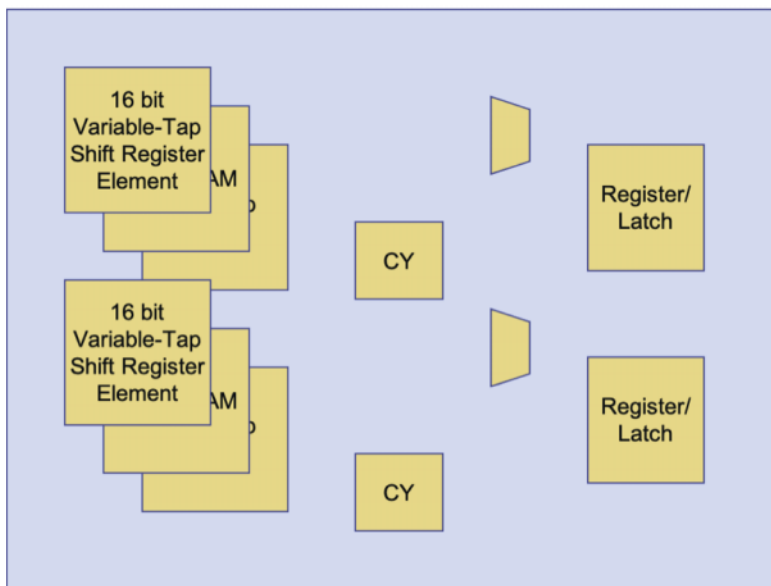 16 bit
Variable-Tap
Shift Register
Element
AM
CY
Register/
Latch
16 bit
Variable-Tap
Shift Register
Element
AM
CY
Register/
Latch